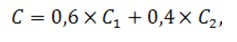 C = 0,6 × C₁ + 0,4 × C₂,